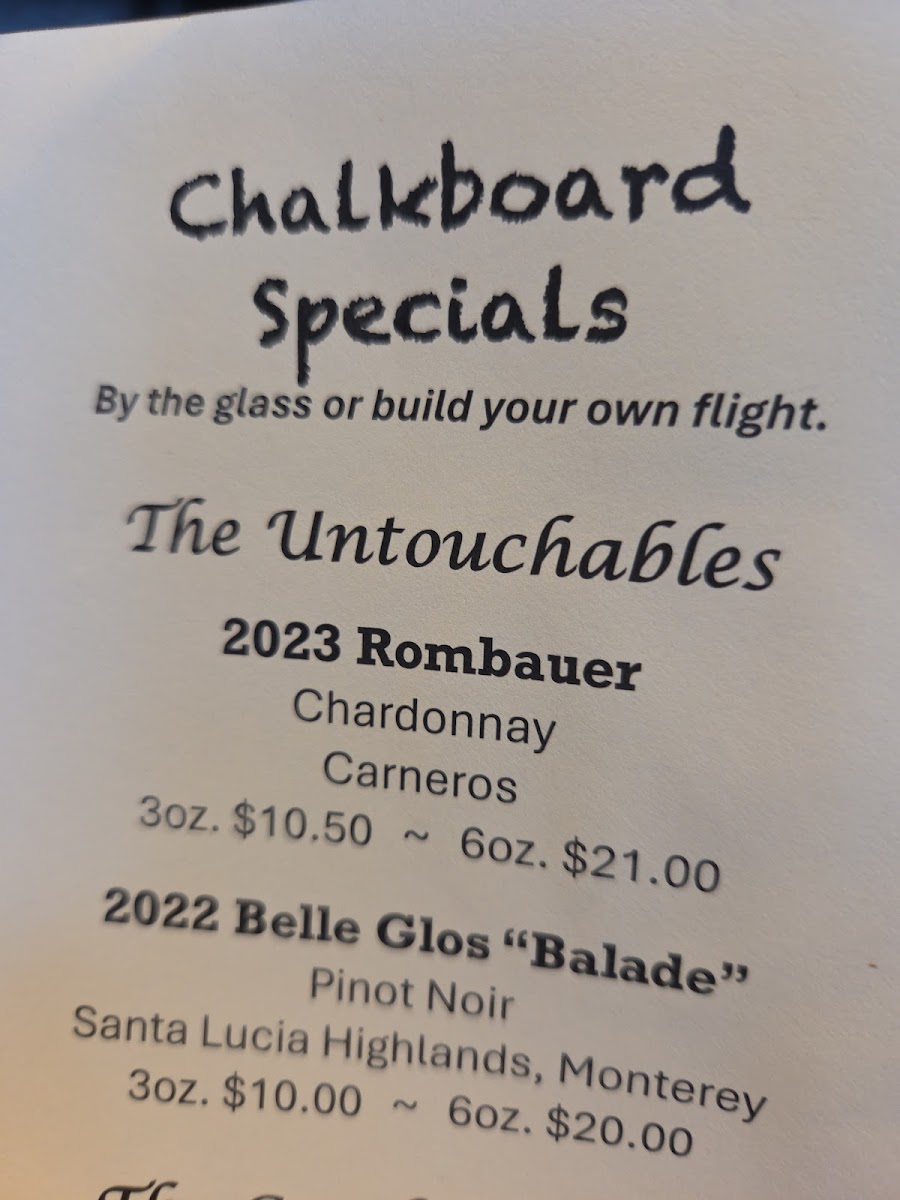 Chalkboard
Specials
By the glass or build your own flight.
The Untouchables
2023 Rombauer
Chardonnay
Carneros
3oz. $10.50 ~ 6oz. $21.00
2022 Belle Glos “Balade”
Pinot Noir
Santa Lucia Highlands, Monterey
3oz. $10.00 ~ 6oz. $20.00